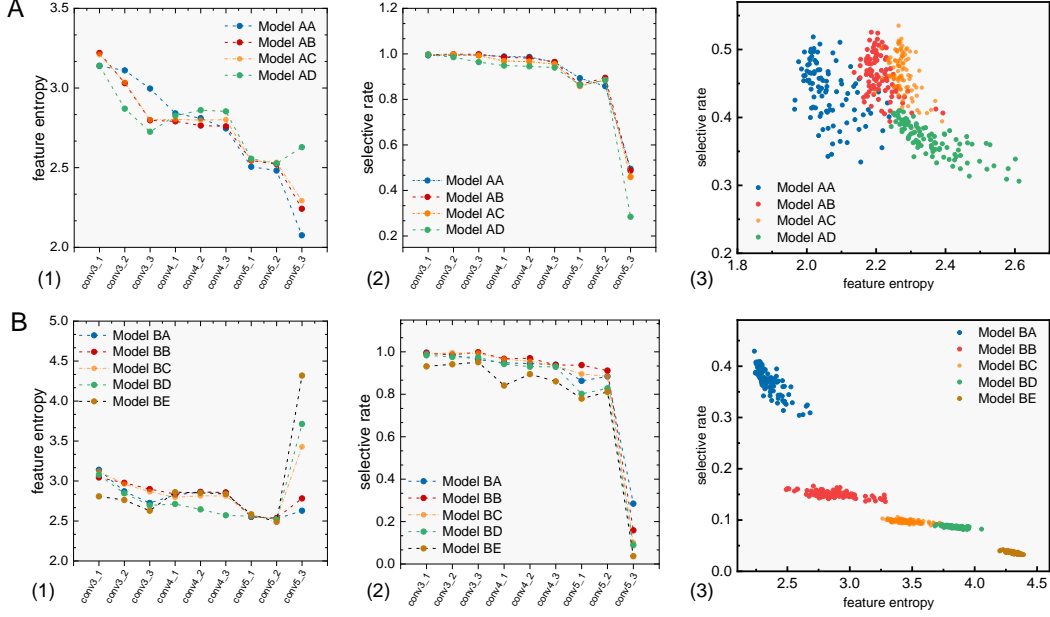 A
3.5
3.0
2.5
2.0
feature entropy
Model AA
Model AB
Model AC
Model AD
conv3_1
conv3_2
conv3_3
conv4_1
conv4_2
conv4_3
conv5_1
conv5_2
conv5_3
(1)
1.2
1.0
0.8
0.6
0.4
0.2
selective rate
Model AA
Model AB
Model AC
Model AD
conv3_1
conv3_2
conv3_3
conv4_1
conv4_2
conv4_3
conv5_1
conv5_2
conv5_3
(2)
0.5
0.4
0.3
0.2
selective rate
Model AA
Model AB
Model AC
Model AD
1.8
2.0
2.2
2.4
2.6
feature entropy
(3)
B
5.0
4.5
4.0
3.5
3.0
2.5
2.0
feature entropy
Model BA
Model BB
Model BC
Model BD
Model BE
conv3_1
conv3_2
conv3_3
conv4_1
conv4_2
conv4_3
conv5_1
conv5_2
conv5_3
(1)
1.0
0.8
0.6
0.4
0.2
0.0
selective rate
Model BA
Model BB
Model BC
Model BD
Model BE
conv3_1
conv3_2
conv3_3
conv4_1
conv4_2
conv4_3
conv5_1
conv5_2
conv5_3
(2)
0.4
0.3
0.2
0.1
0.0
selective rate
Model BA
Model BB
Model BC
Model BD
Model BE
2.5
3.0
3.5
4.0
4.5
feature entropy
(3)